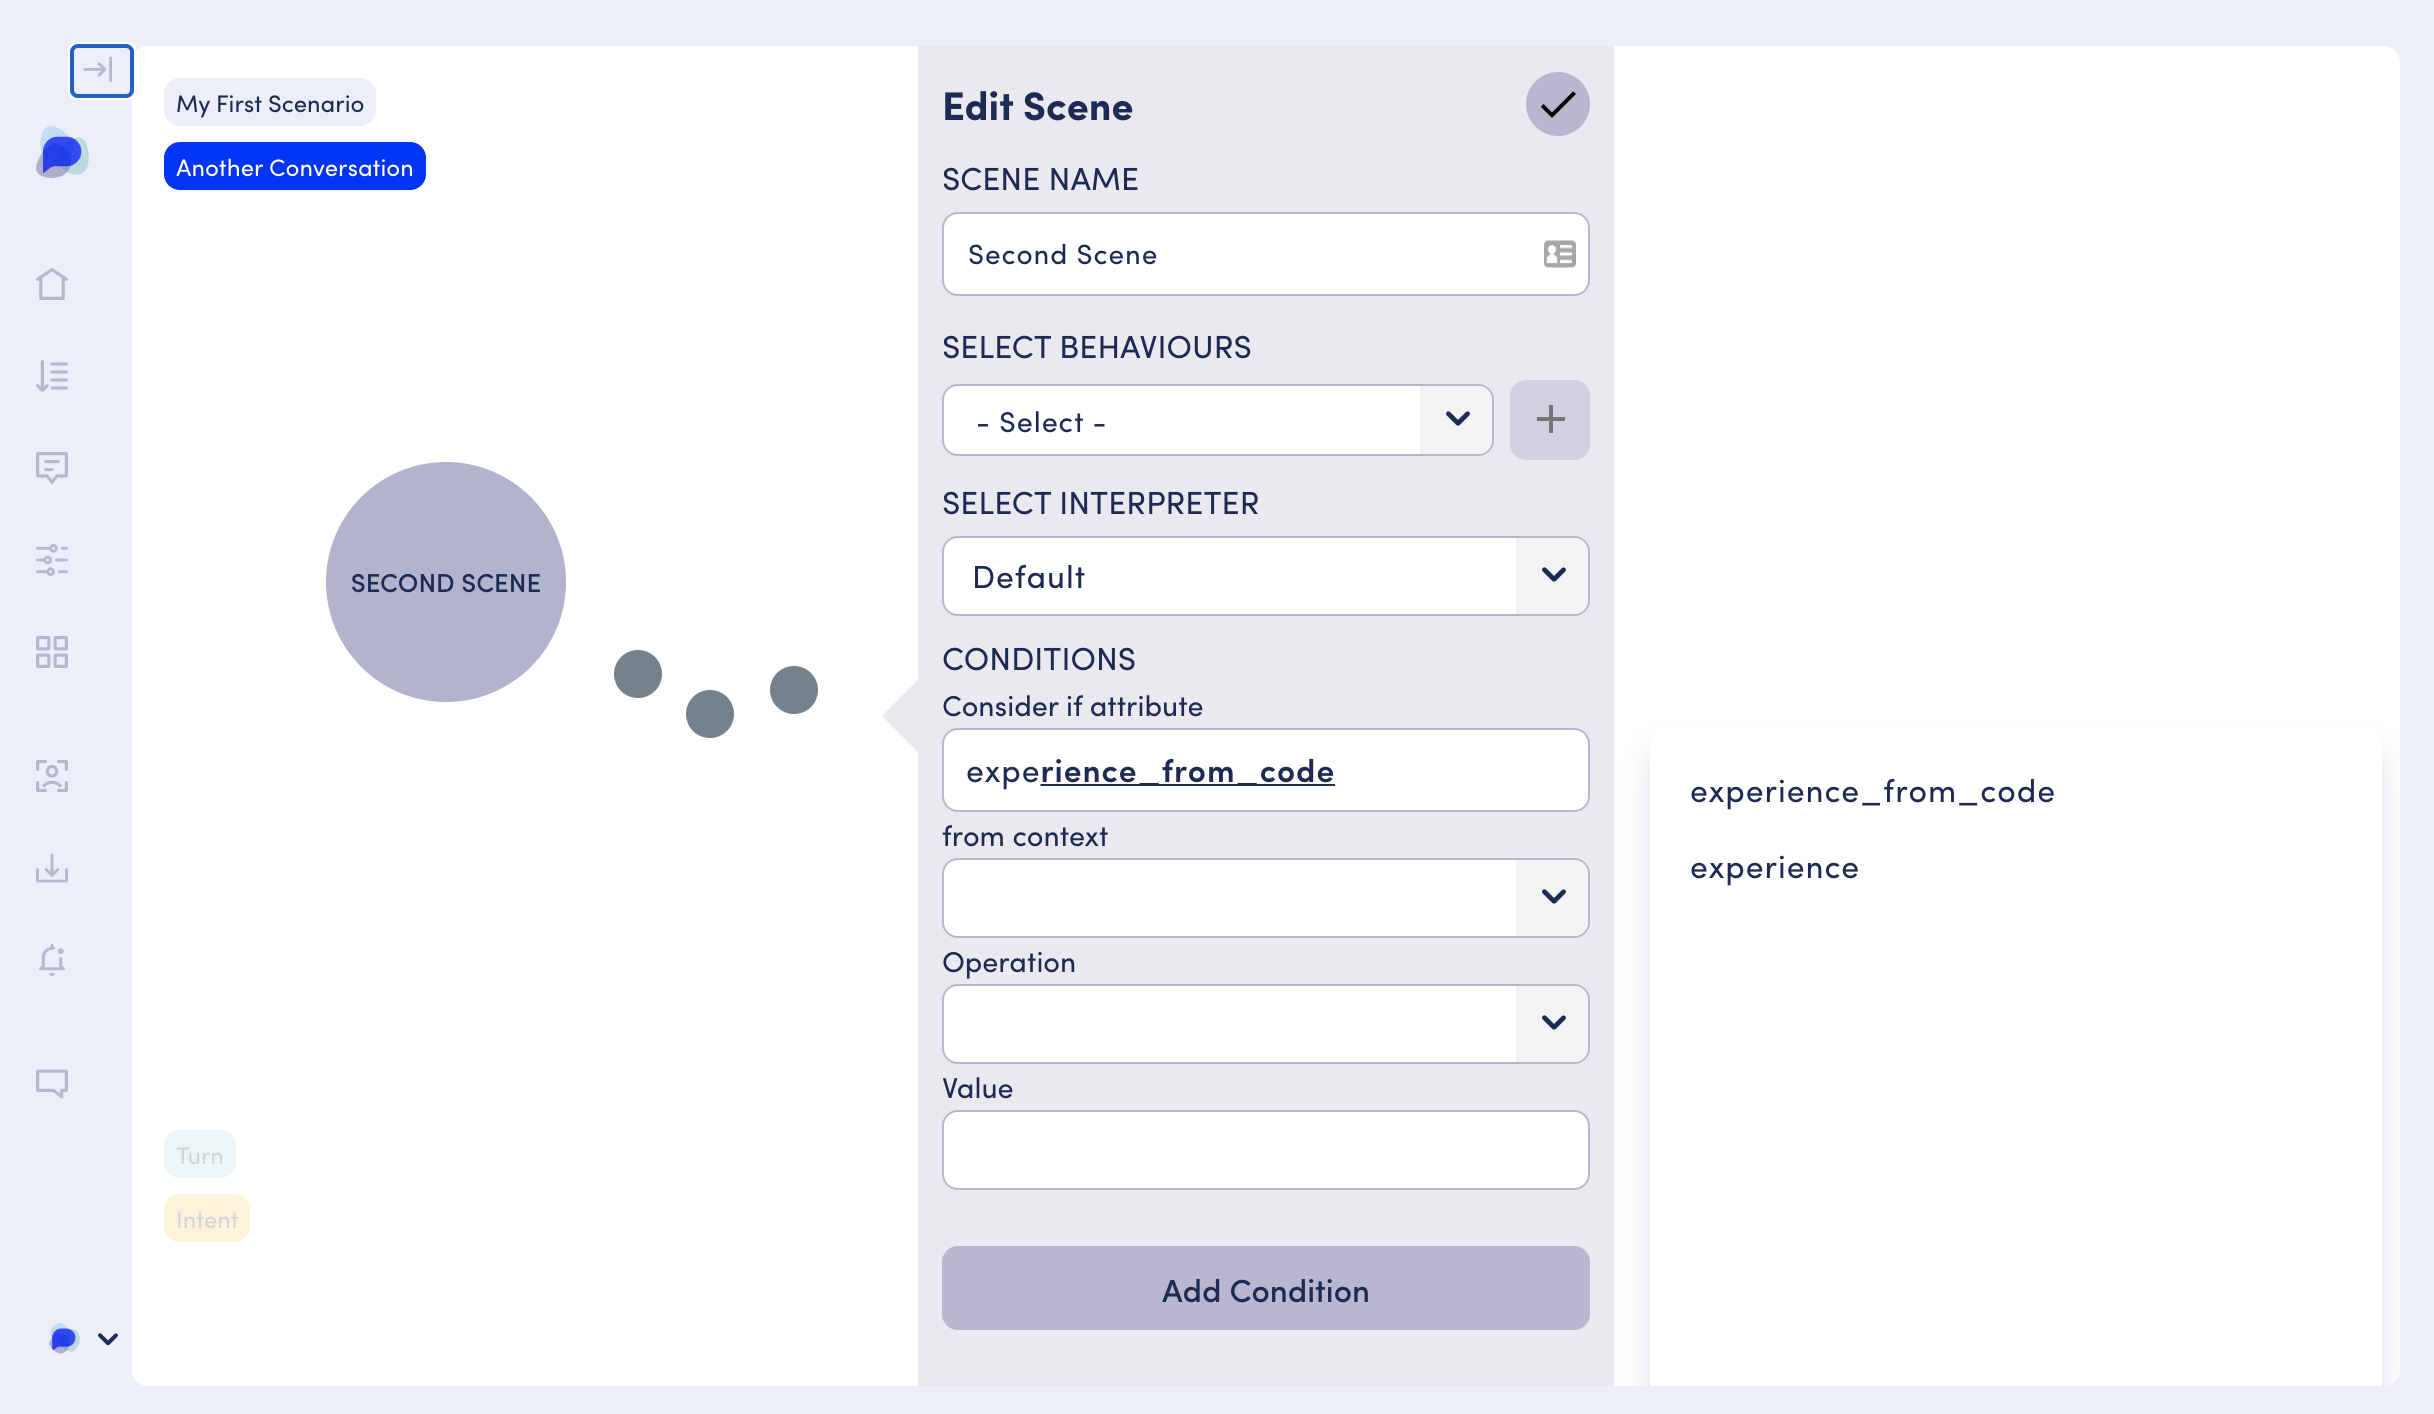 My First Scenario
Another Conversation
SECOND SCENE
Turn
Intent
Edit Scene
SCENE NAME
Second Scene
SELECT BEHAVIOURS
- Select -
SELECT INTERPRETER
Default
CONDITIONS
Consider if attribute
experience_from_code
from context
Operation
Value
Add Condition
experience_from_code
experience